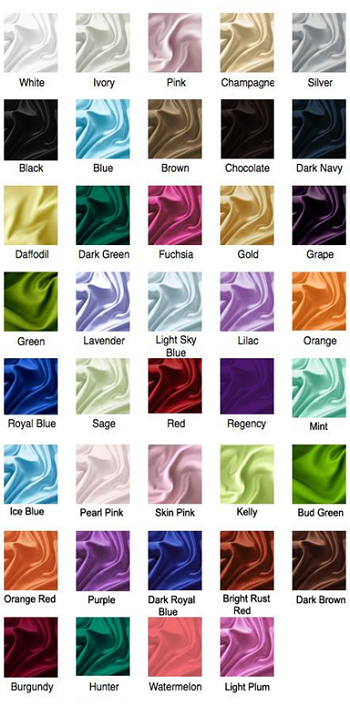 White Ivory Pink Champagne Silver
Black Blue Brown Chocolate Dark Navy
Daffodil Dark Green Fuchsia Gold Grape
Green Lavender Light Sky Blue Lilac Orange
Royal Blue Sage Red Regency Mint
Ice Blue Pearl Pink Skin Pink Kelly Bud Green
Orange Red Purple Dark Royal Blue Bright Rust Red Dark Brown
Burgundy Hunter Watermelon Light Plum